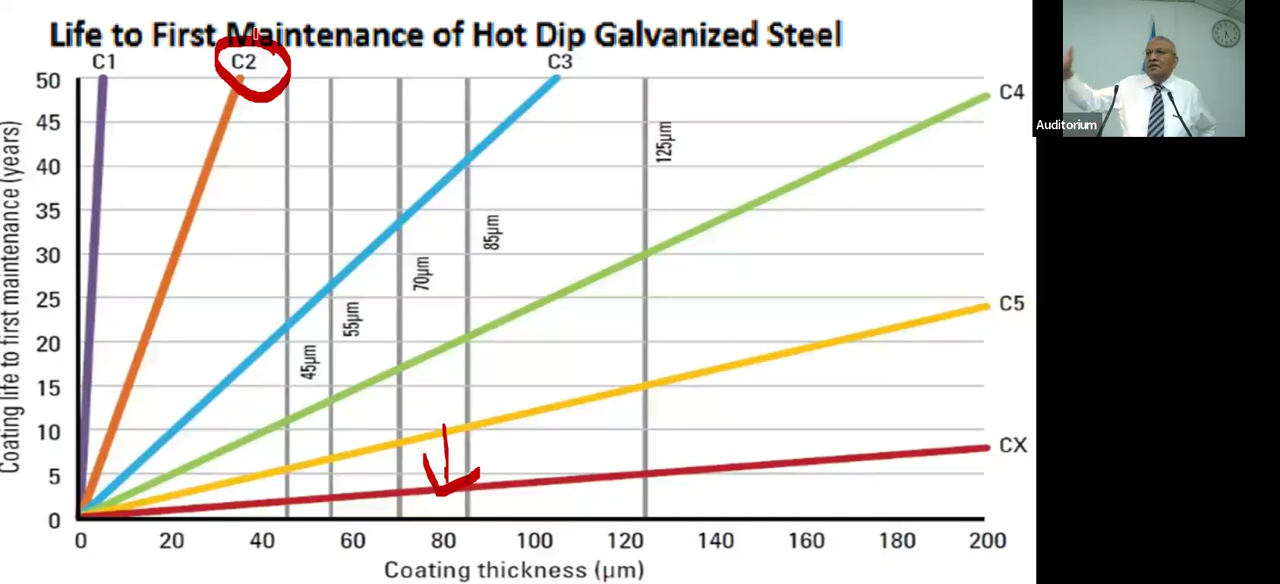 Life to First Maintenance of Hot Dip Galvanized Steel
C1
C2
C3
C4
C5
CX
Coating life to first maintenance (years)
50
45
40
35
30
25
20
15
10
5
0
45μm
55μm
70μm
85μm
125μm
0 20 40 60 80 100 120 140 160 180 200
Coating thickness (μm)
Auditorium